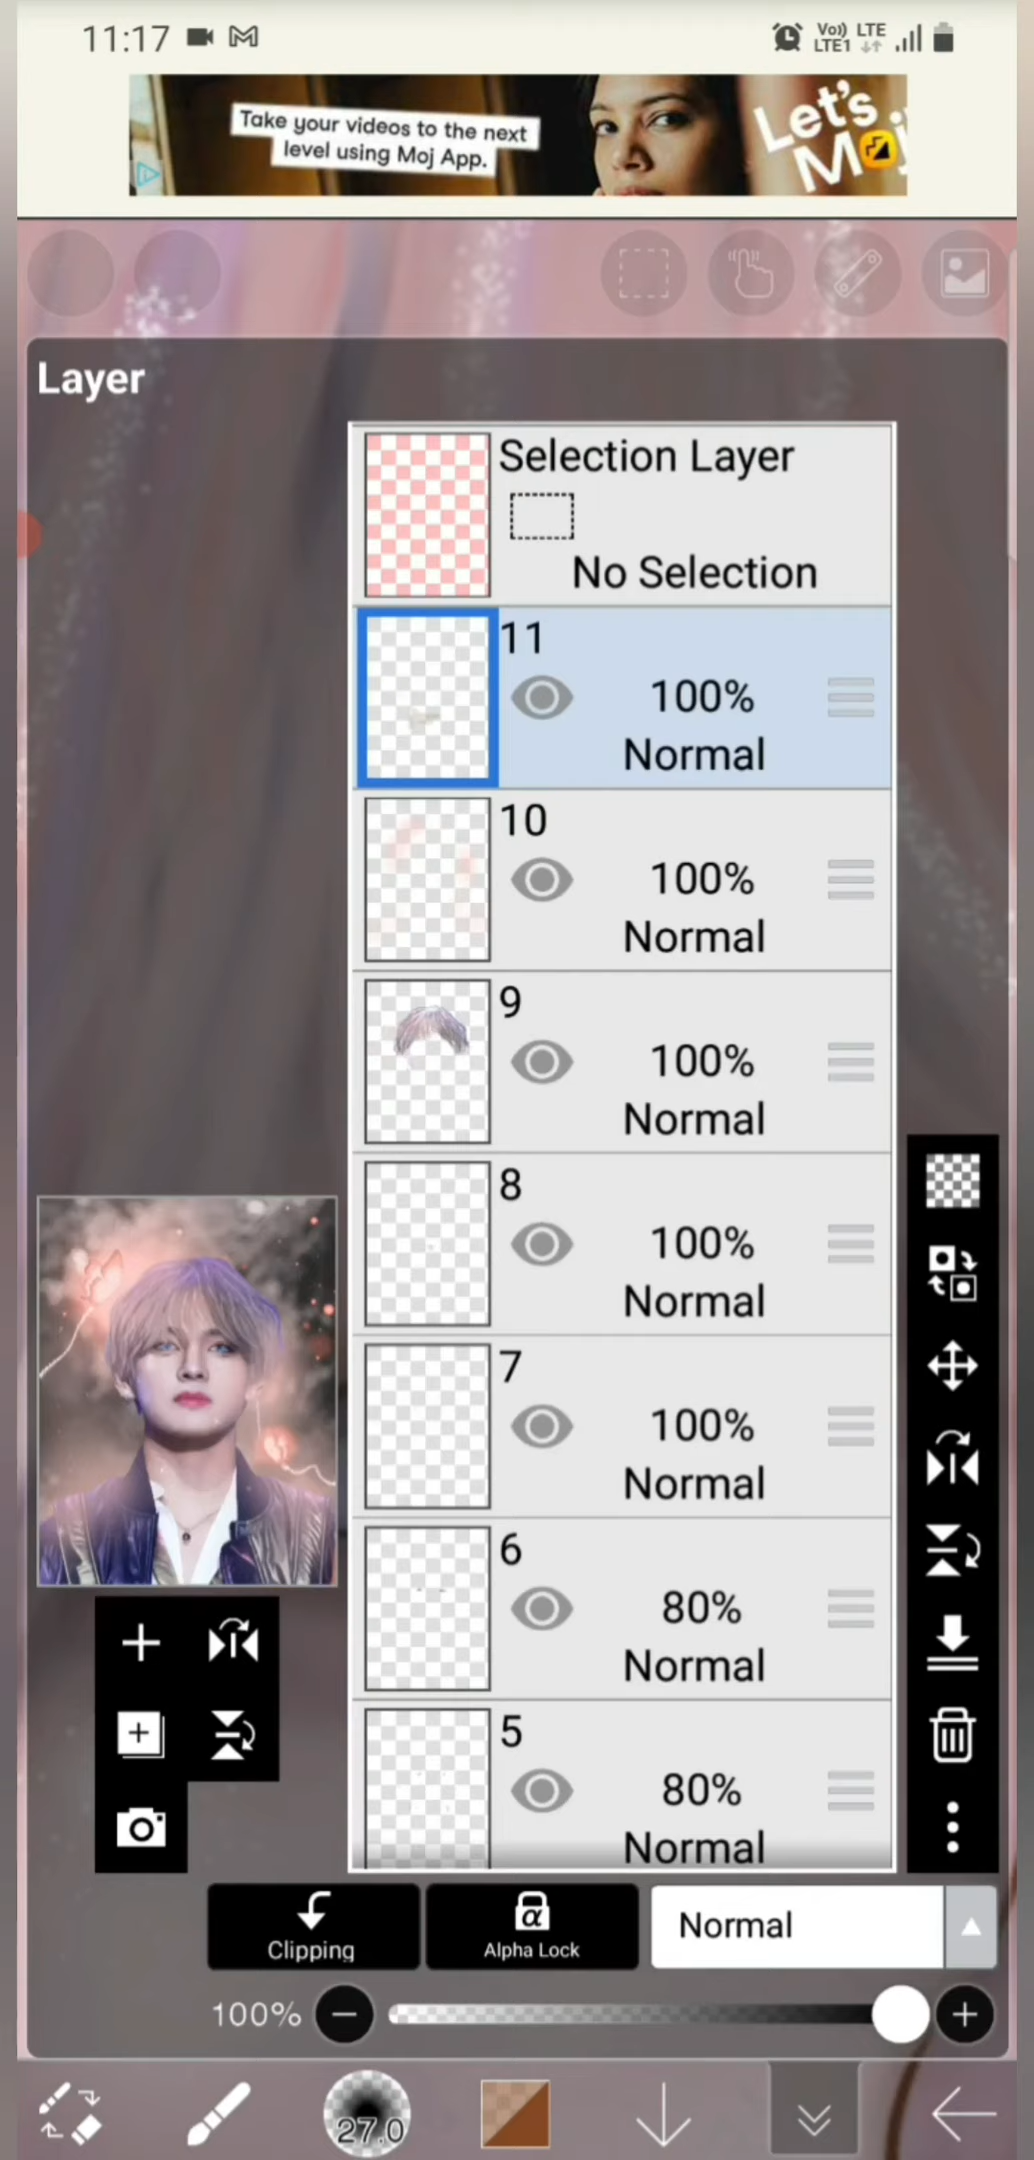 11:17
Vo)) LTE
LTE1
Take your videos to the next
level using Moj App.
Let's
Moj
Layer
Selection Layer
No Selection
11
100%
Normal
10
100%
Normal
9
100%
Normal
8
100%
Normal
7
100%
Normal
6
80%
Normal
5
80%
Normal
Clipping
α
Alpha Lock
Normal
100%
27.0